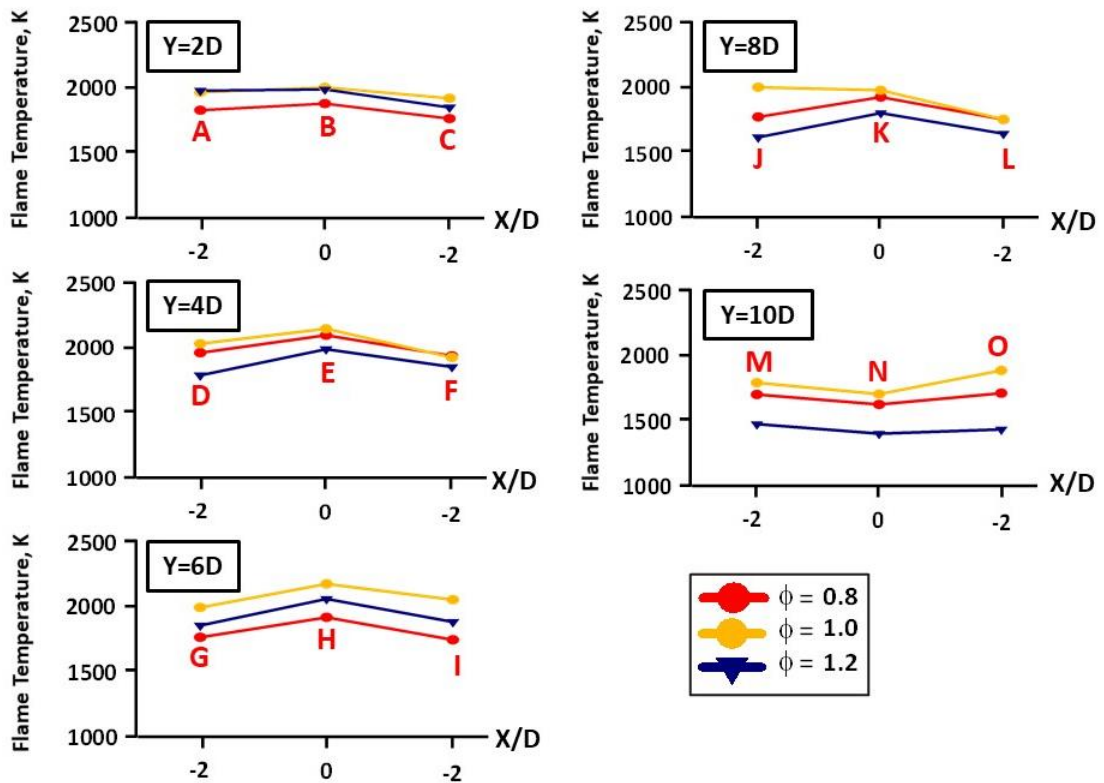 Flame Temperature, K
2500
2000
1500
1000
Y=2D
A
B
C
-2
0
-2
X/D
Flame Temperature, K
2500
2000
1500
1000
Y=4D
D
E
F
-2
0
-2
X/D
Flame Temperature, K
2500
2000
1500
1000
Y=6D
G
H
I
-2
0
-2
X/D
Flame Temperature, K
2500
2000
1500
1000
Y=8D
J
K
L
-2
0
-2
X/D
Flame Temperature, K
2500
2000
1500
1000
Y=10D
M
N
O
-2
0
-2
X/D
ϕ = 0.8
ϕ = 1.0
ϕ = 1.2